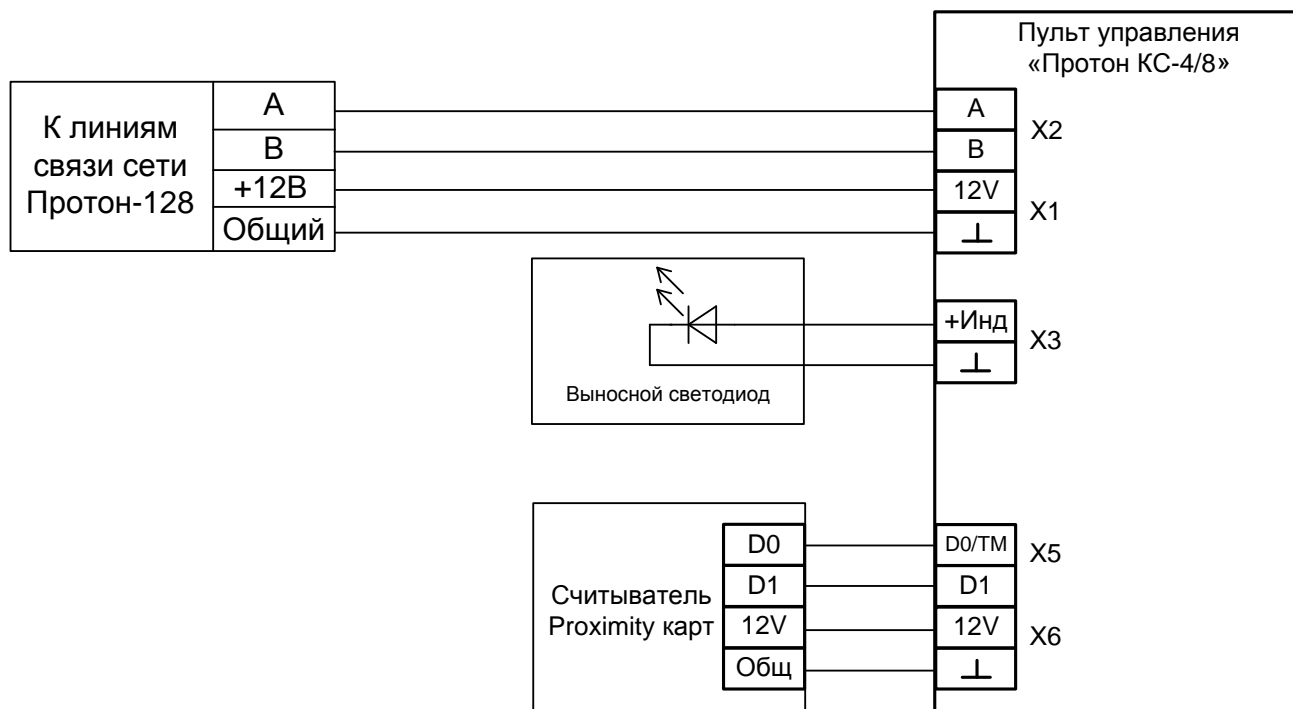 Пульт управления
«Протон КС-4/8»
К линиям
связи сети
Протон-128
А
В
+12В
Общий
A
B
12V
⊥
X2
X1
+Инд
⊥
X3
Выносной светодиод
Считыватель
Proximity карт
D0
D1
12V
Общ
D0/TM
D1
12V
⊥
X5
X6